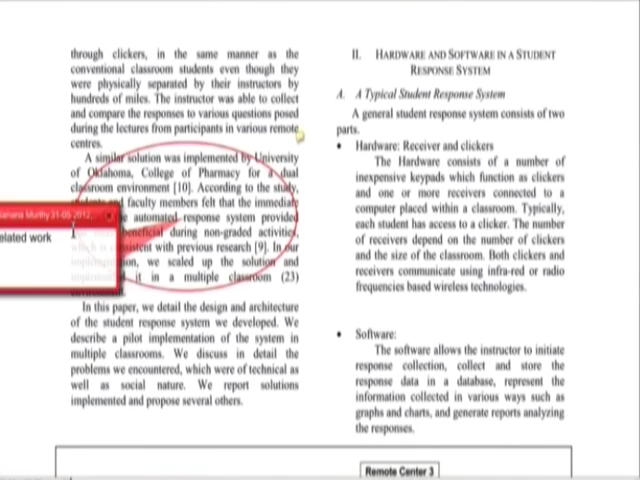 through clickers, in the same manner as the
conventional classroom students even though they
were physically separated by their instructors by
hundreds of miles. The instructor was able to collect
and compare the responses to various questions posed
during the lectures from participants in various remote
centres.
A similar solution was implemented by University
of Oklahoma, College of Pharmacy for a dual
classroom environment [10]. According to the study,
and faculty members felt that the immediate
automated response system provided
beneficial during non-graded activities,
with previous research [9]. In our
we scaled up the solution and
it in a multiple classroom (23)
In this paper, we detail the design and architecture
of the student response system we developed. We
describe a pilot implementation of the system in
multiple classrooms. We discuss in detail the
problems we encountered, which were of technical as
well as social nature. We report solutions
implemented and propose several others.
Murthy 31-05-2012
elated work
II. HARDWARE AND SOFTWARE IN A STUDENT
RESPONSE SYSTEM
A. A Typical Student Response System
A general student response system consists of two
parts.
• Hardware: Receiver and clickers
The Hardware consists of a number of
inexpensive keypads which function as clickers
and one or more receivers connected to a
computer placed within a classroom. Typically,
each student has access to a clicker. The number
of receivers depend on the number of clickers
and the size of the classroom. Both clickers and
receivers communicate using infra-red or radio
frequencies based wireless technologies.
• Software:
The software allows the instructor to initiate
response collection, collect and store the
response data in a database, represent the
information collected in various ways such as
graphs and charts, and generate reports analyzing
the responses.
Remote Center 3